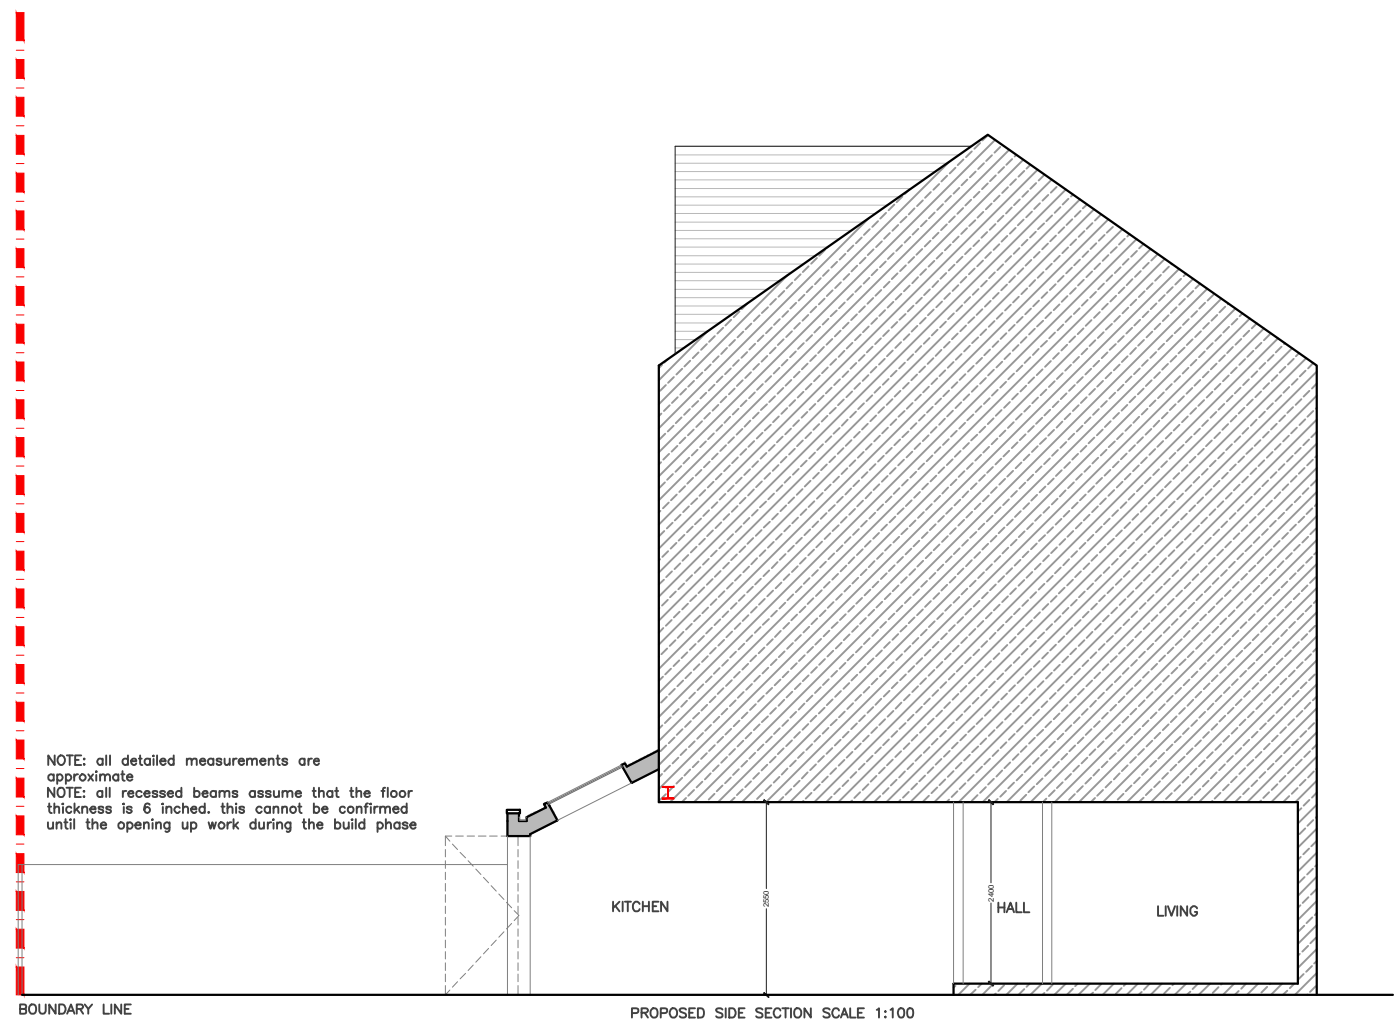 NOTE: all detailed measurements are
approximate
NOTE: all recessed beams assume that the floor
thickness is 6 inched. this cannot be confirmed
until the opening up work during the build phase
KITCHEN
2550
2400
HALL
LIVING
BOUNDARY LINE
PROPOSED SIDE SECTION SCALE 1:100